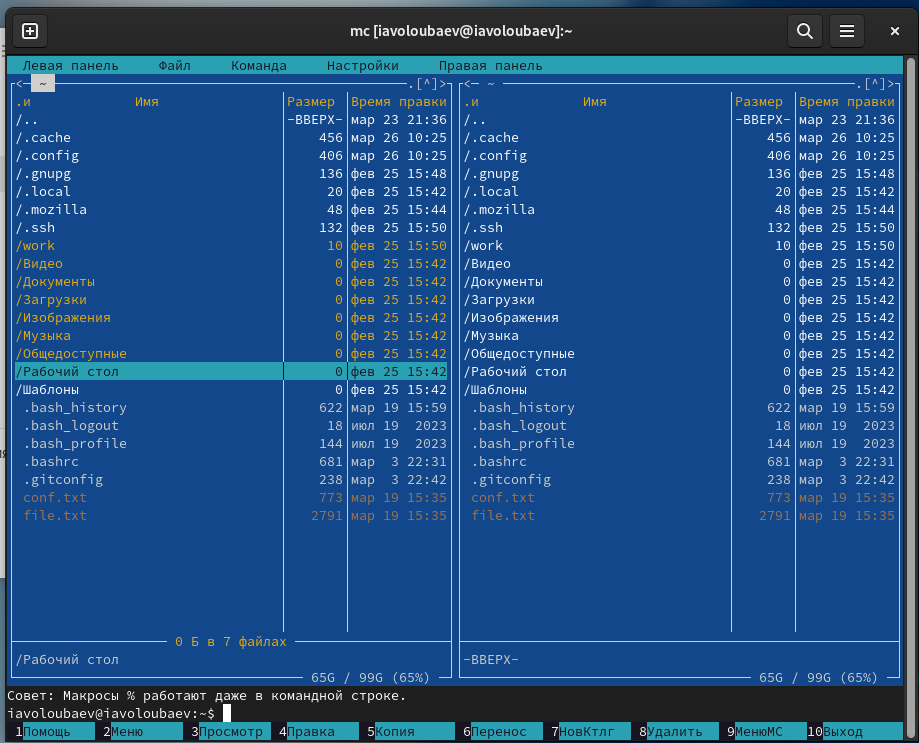 mc [iavoloubaev@iavoloubaev]:~
Левая панель Файл Команда Настройки Правая панель
<─ ~ .[^]> <─ ~ .[^]>
.и Имя Размер Время правки .и Имя Размер Время правки
/.. -ВВЕРХ- мар 23 21:36 /.. -ВВЕРХ- мар 23 21:36
/.cache 456 мар 26 10:25 /.cache 456 мар 26 10:25
/.config 406 мар 26 10:25 /.config 406 мар 26 10:25
/.gnupg 136 фев 25 15:48 /.gnupg 136 фев 25 15:48
/.local 20 фев 25 15:42 /.local 20 фев 25 15:42
/.mozilla 48 фев 25 15:44 /.mozilla 48 фев 25 15:44
/.ssh 132 фев 25 15:50 /.ssh 132 фев 25 15:50
/work 10 фев 25 15:50 /work 10 фев 25 15:50
/Видео 0 фев 25 15:42 /Видео 0 фев 25 15:42
/Документы 0 фев 25 15:42 /Документы 0 фев 25 15:42
/Загрузки 0 фев 25 15:42 /Загрузки 0 фев 25 15:42
/Изображения 0 фев 25 15:42 /Изображения 0 фев 25 15:42
/Музыка 0 фев 25 15:42 /Музыка 0 фев 25 15:42
/Общедоступные 0 фев 25 15:42 /Общедоступные 0 фев 25 15:42
/Рабочий стол 0 фев 25 15:42 /Рабочий стол 0 фев 25 15:42
/Шаблоны 0 фев 25 15:42 /Шаблоны 0 фев 25 15:42
.bash_history 622 мар 19 15:59 .bash_history 622 мар 19 15:59
.bash_logout 18 июл 19 2023 .bash_logout 18 июл 19 2023
.bash_profile 144 июл 19 2023 .bash_profile 144 июл 19 2023
.bashrc 681 мар 3 22:31 .bashrc 681 мар 3 22:31
.gitconfig 238 мар 3 22:42 .gitconfig 238 мар 3 22:42
conf.txt 773 мар 19 15:35 conf.txt 773 мар 19 15:35
file.txt 2791 мар 19 15:35 file.txt 2791 мар 19 15:35
0 Б в 7 файлах
/Рабочий стол -ВВЕРХ-
65G / 99G (65%) 65G / 99G (65%)
Совет: Макросы % работают даже в командной строке.
iavoloubaev@iavoloubaev:~$
1Помощь 2Меню 3Просмотр 4Правка 5Копия 6Перенос 7НовКтлг 8Удалить 9МенюМС 10Выход